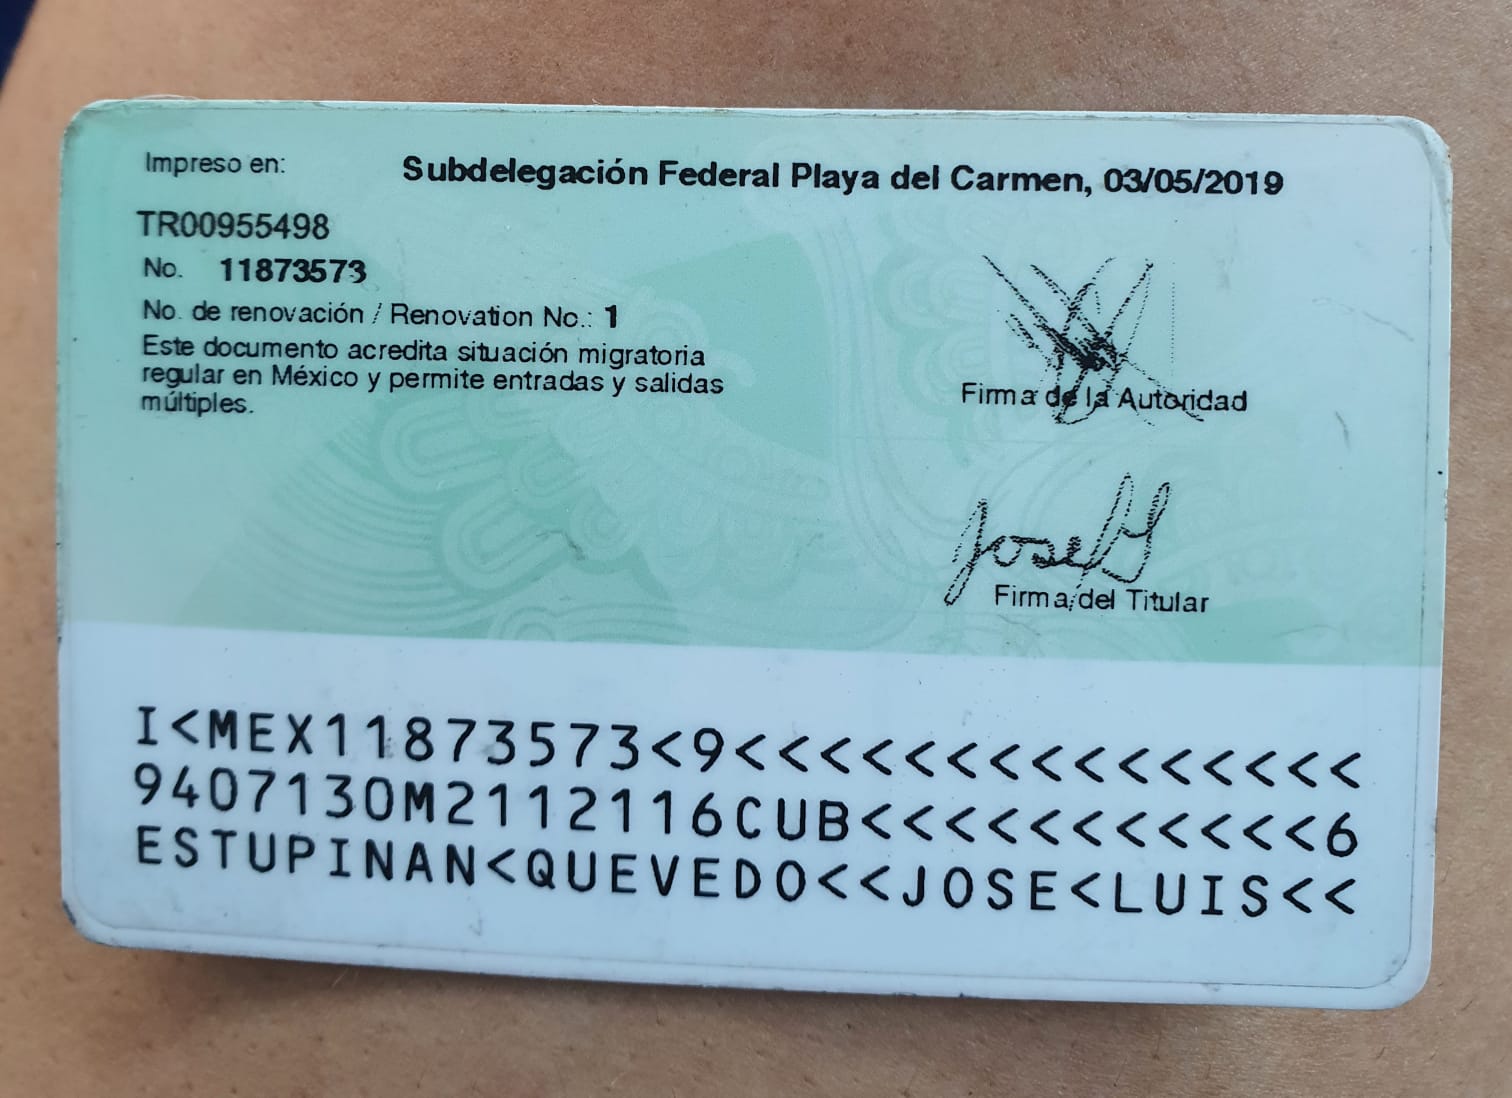 Impreso en: Subdelegación Federal Playa del Carmen, 03/05/2019
TR00955498
No. 11873573
No. de renovación / Renovation No.: 1
Este documento acredita situación migratoria
regular en México y permite entradas y salidas
múltiples.
Firma de la Autoridad
Firma del Titular
I<MEX11873573<9<<<<<<<<<<<<<<<
9407130M2112116CUB<<<<<<<<<<<6
ESTUPINAN<QUEVEDO<<JOSE<LUIS<<